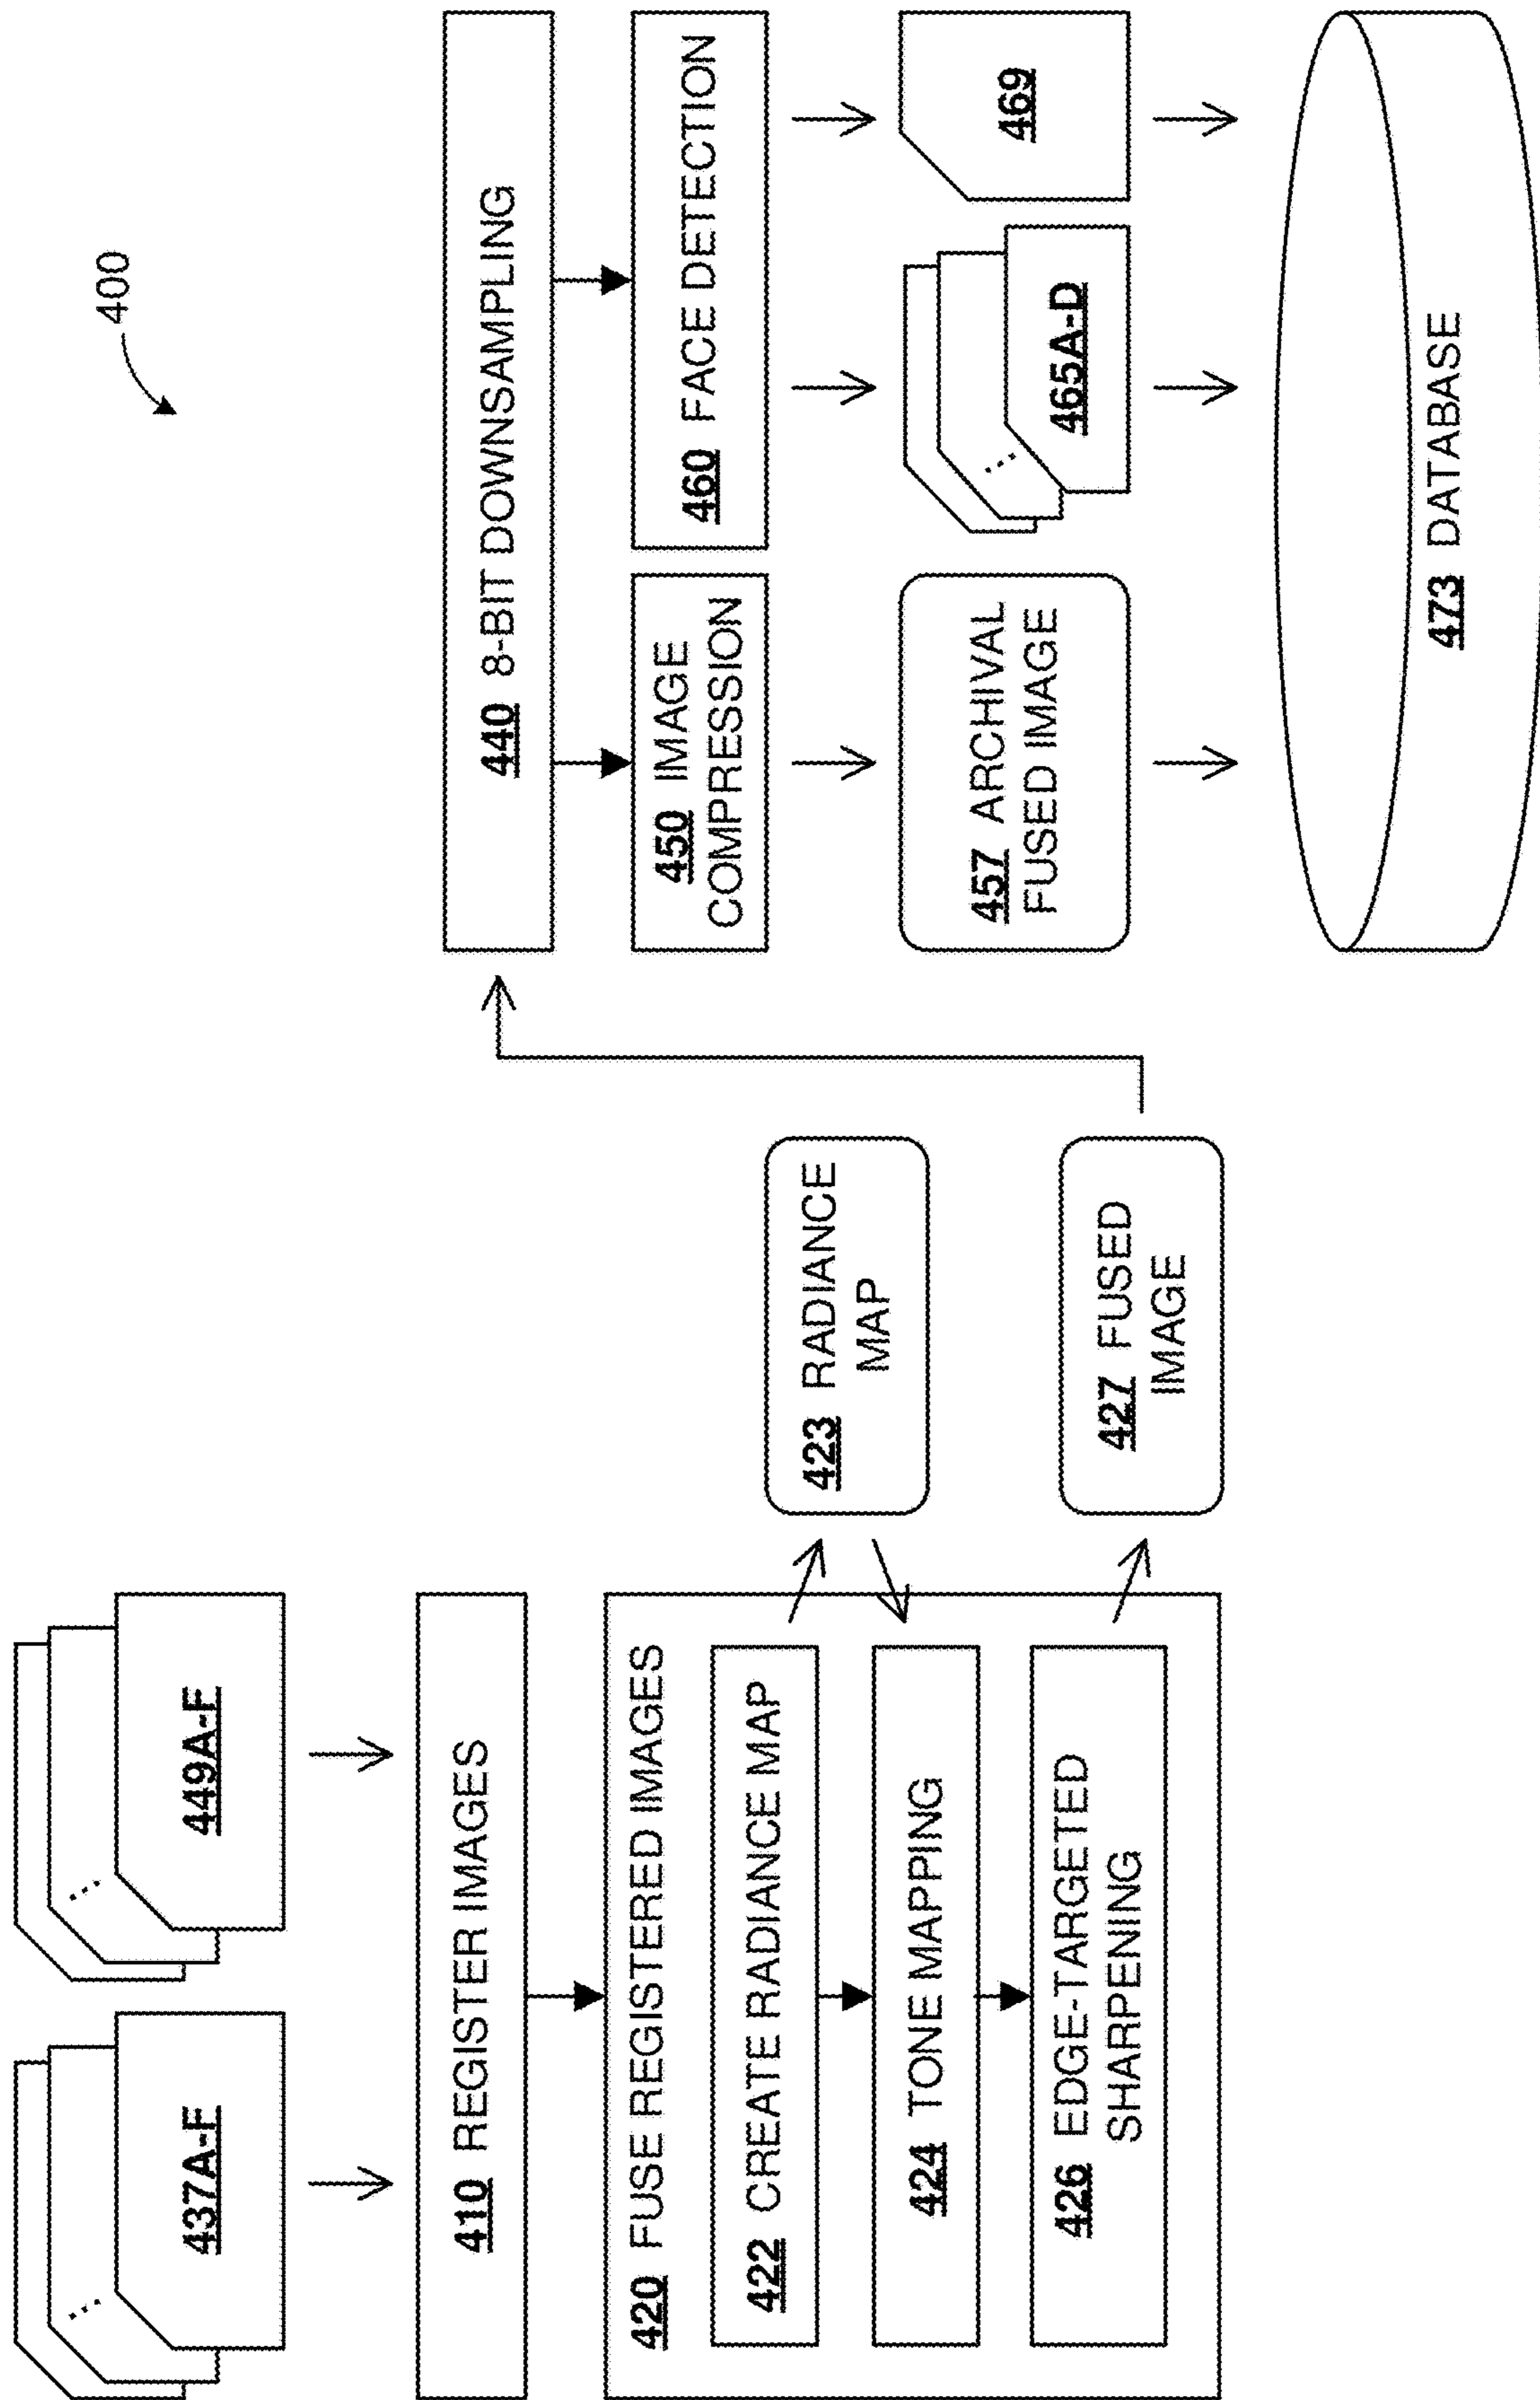 400
437A-F
449A-F
410 REGISTER IMAGES
420 FUSE REGISTERED IMAGES
422 CREATE RADIANCE MAP
424 TONE MAPPING
426 EDGE-TARGETED
SHARPENING
423 RADIANCE
MAP
427 FUSED
IMAGE
440 8-BIT DOWNSAMPLING
450 IMAGE
COMPRESSION
460 FACE DETECTION
457 ARCHIVAL
FUSED IMAGE
465A-D
469
473 DATABASE